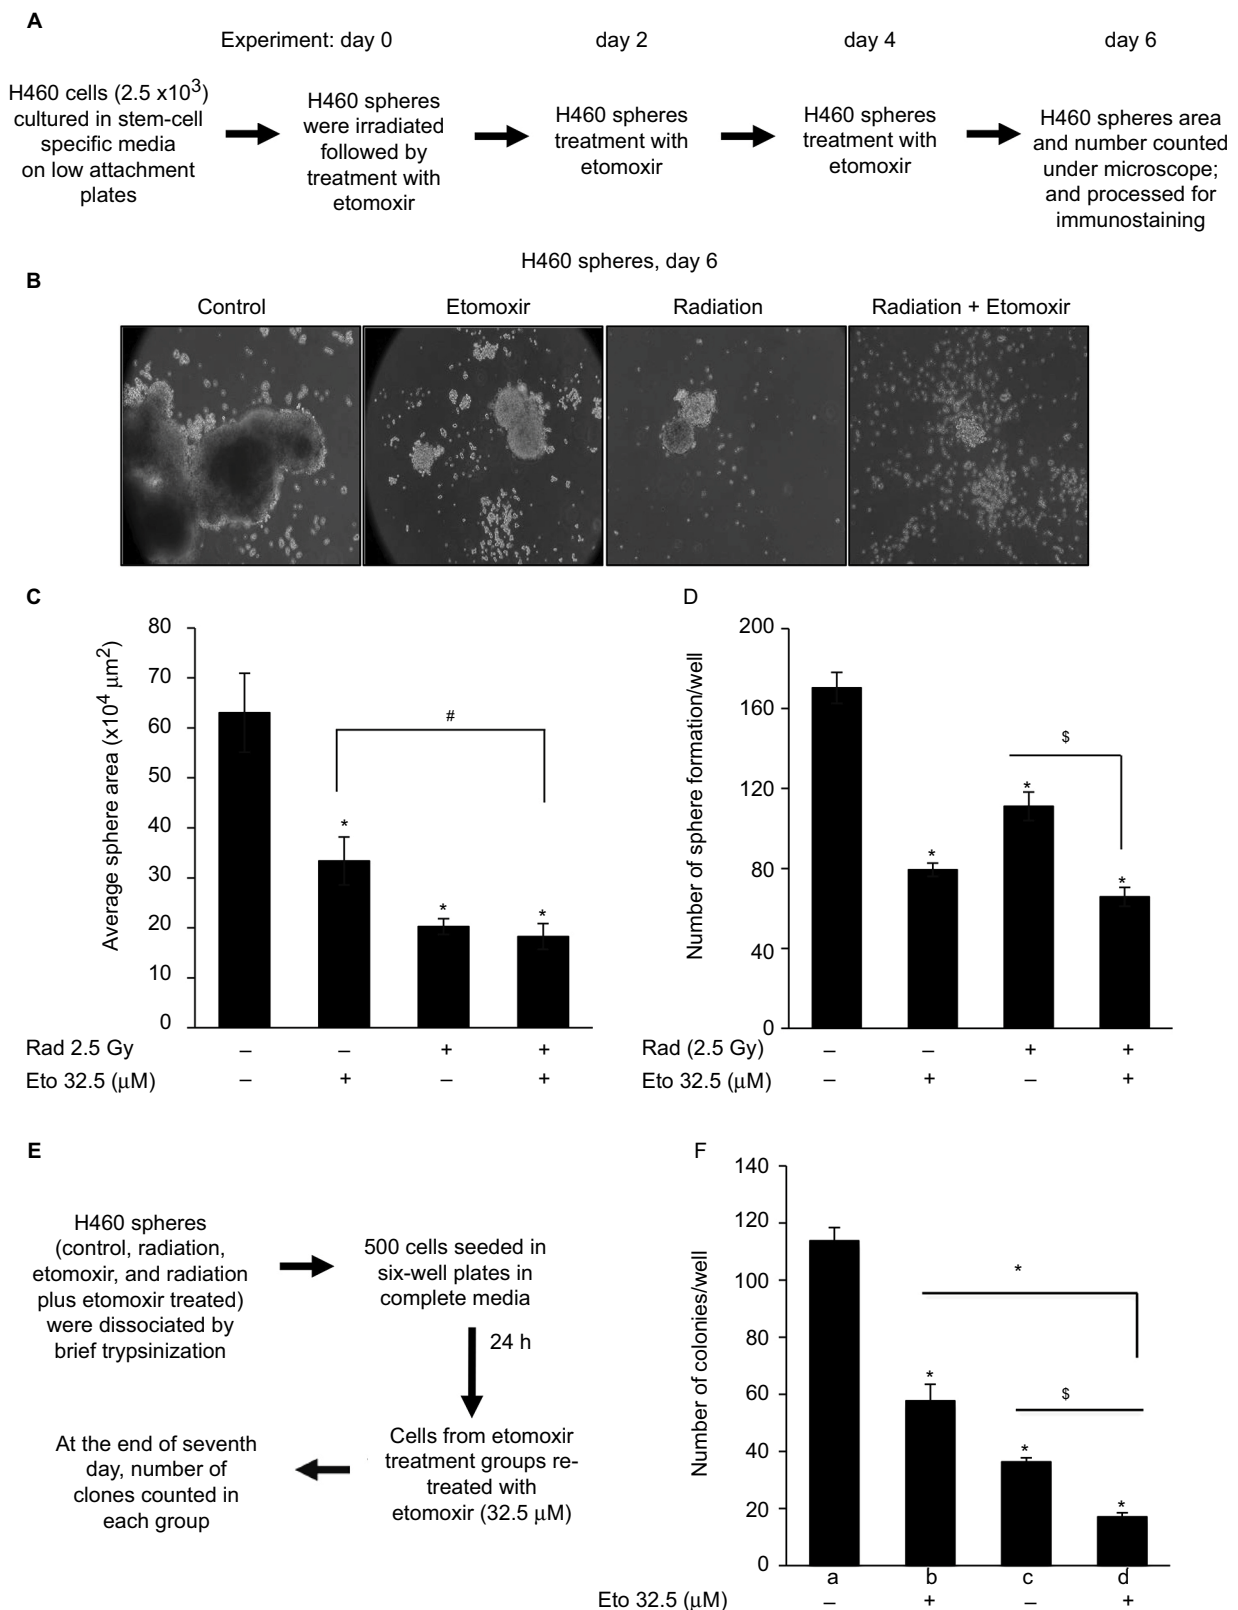 A
Experiment: day 0
day 2
day 4
day 6
H460 cells (2.5 x10³)
cultured in stem-cell
specific media
on low attachment
plates
H460 spheres
were irradiated
followed by
treatment with
etomoxir
H460 spheres
treatment with
etomoxir
H460 spheres
treatment with
etomoxir
H460 spheres area
and number counted
under microscope;
and processed for
immunostaining
B
H460 spheres, day 6
Control
Etomoxir
Radiation
Radiation + Etomoxir
C
Average sphere area (x10⁴ μm²)
80
70
60
50
40
30
20
10
0
#
*
*
*
Rad 2.5 Gy
– – + +
Eto 32.5 (μM)
– + – +
D
Number of sphere formation/well
200
160
120
80
40
0
$
*
*
*
Rad (2.5 Gy)
– – + +
Eto 32.5 (μM)
– + – +
E
H460 spheres
(control, radiation,
etomoxir, and radiation
plus etomoxir treated)
were dissociated by
brief trypsinization
500 cells seeded in
six-well plates in
complete media
24 h
Cells from etomoxir
treatment groups re-
treated with
etomoxir (32.5 μM)
At the end of seventh
day, number of
clones counted in
each group
F
Number of colonies/well
140
120
100
80
60
40
20
0
*
$
*
*
*
a b c d
Eto 32.5 (μM)
– + – +